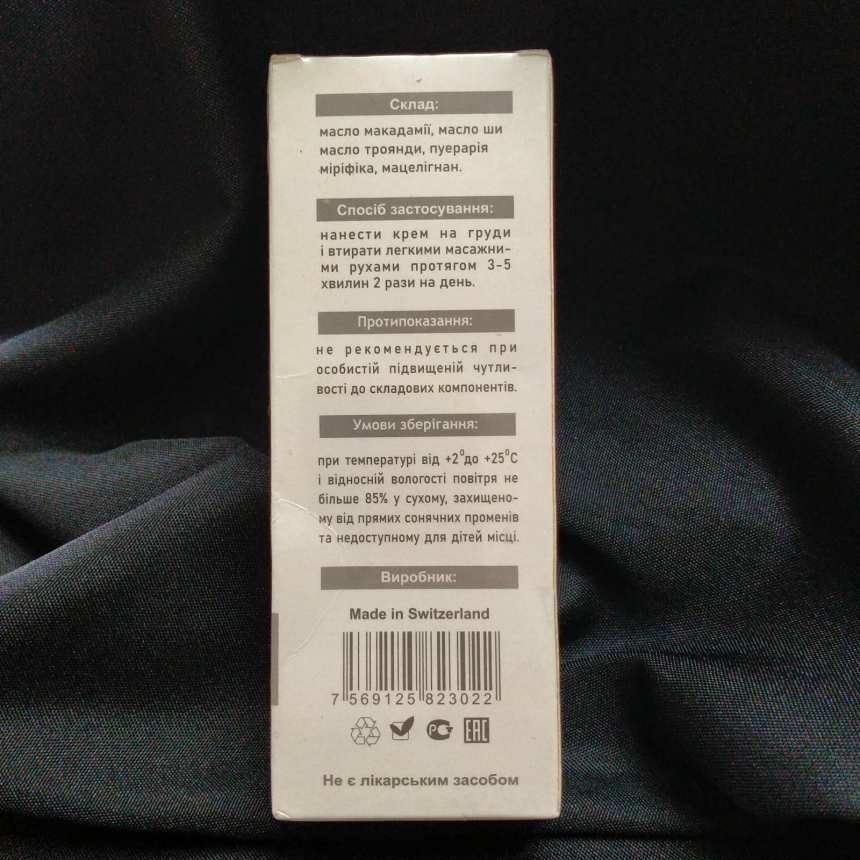 Склад:
масло макадамії, масло ши
масло троянди, пуерарія
міріфіка, мацелігнан.
Спосіб застосування:
нанести крем на груди
і втирати легкими масажни-
ми рухами протягом 3-5
хвилин 2 рази на день.
Протипоказання:
не рекомендується при
особистій підвищеній чутли-
вості до складових компонентів.
Умови зберігання:
при температурі від +2°до +25°С
і відносній вологості повітря не
більше 85% у сухому, захищено-
му від прямих сонячних променів
та недоступному для дітей місці.
Виробник:
Made in Switzerland
7 569125 823022
РСТ EAC
Не є лікарським засобом